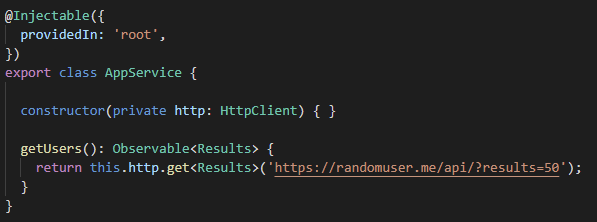 @Injectable({
  providedIn: 'root',
})
export class AppService {
  constructor(private http: HttpClient) { }
  getUsers(): Observable<Results> {
    return this.http.get<Results>('https://randomuser.me/api/?results=50');
  }
}